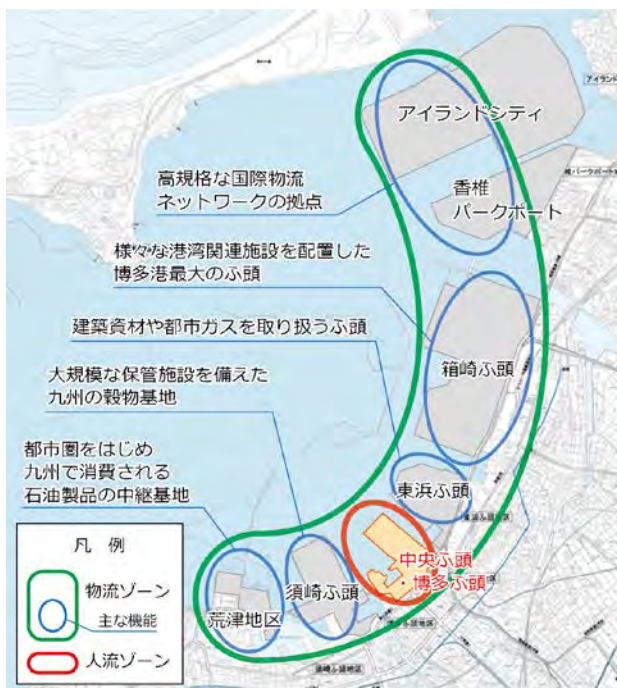 アイランドシティ
アイランド
高規格な国際物流
ネットワークの拠点
香椎
パークポート
様々な港湾関連施設を配置した
博多港最大のふ頭
建築資材や都市ガスを取り扱うふ頭
箱崎ふ頭
大規模な保管施設を備えた
九州の穀物基地
都市圏をはじめ
九州で消費される
石油製品の中継基地
東浜ふ頭
中央ふ頭
博多ふ頭
須崎ふ頭
荒津地区
凡 例
物流ゾーン
主な機能
人流ゾーン